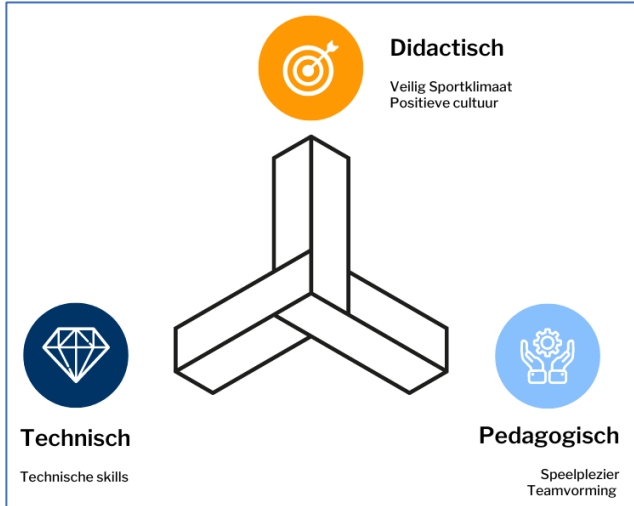 Didactisch
Veilig Sportklimaat
Positieve cultuur
Technisch
Technische skills
Pedagogisch
Speelplezier
Teamvorming